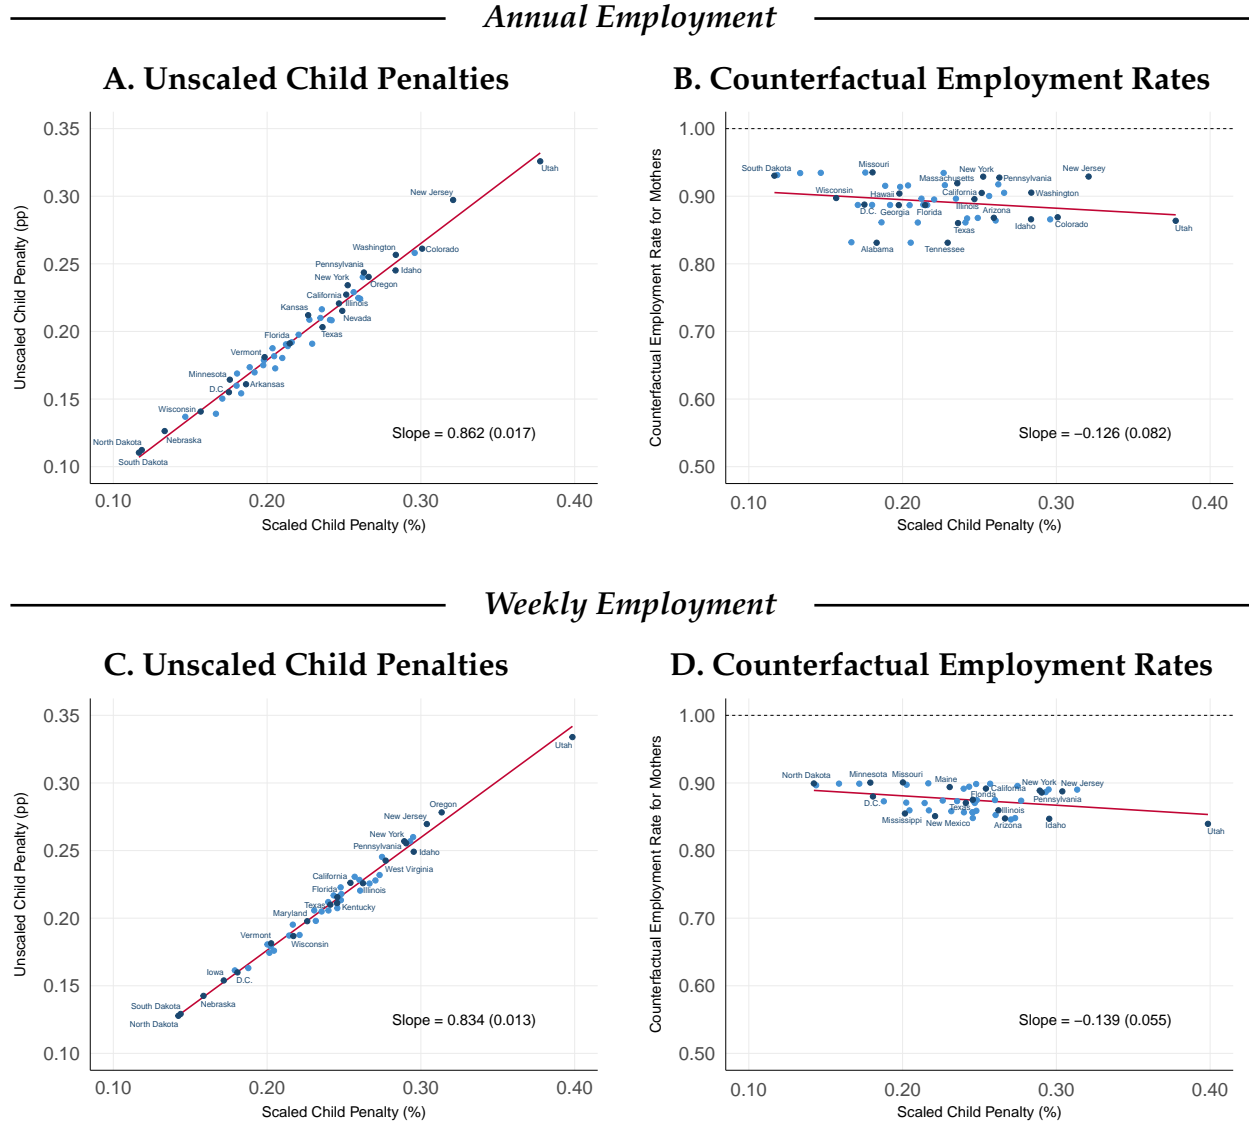 Annual Employment
A. Unscaled Child Penalties
0.35
0.30
0.25
0.20
0.15
0.10
Unscaled Child Penalty (pp)
Utah
New Jersey
Washington
Colorado
Pennsylvania
Idaho
New York
Oregon
California
Illinois
Kansas
Nevada
Florida
Texas
Vermont
Minnesota
Arkansas
D.C.
Wisconsin
Nebraska
North Dakota
South Dakota
Slope = 0.862 (0.017)
0.10 0.20 0.30 0.40
Scaled Child Penalty (%)
B. Counterfactual Employment Rates
1.00
0.90
0.80
0.70
0.60
0.50
Counterfactual Employment Rate for Mothers
South Dakota
Missouri
New York
New Jersey
Massachusetts
Pennsylvania
Wisconsin
Hawaii
California
Washington
D.C.
Georgia
Florida
Illinois
Arizona
Texas
Idaho
Colorado
Utah
Alabama
Tennessee
Slope = −0.126 (0.082)
0.10 0.20 0.30 0.40
Scaled Child Penalty (%)
Weekly Employment
C. Unscaled Child Penalties
0.35
0.30
0.25
0.20
0.15
0.10
Unscaled Child Penalty (pp)
Utah
Oregon
New Jersey
New York
Pennsylvania
Idaho
West Virginia
California
Florida
Illinois
Texas
Kentucky
Maryland
Vermont
Wisconsin
Iowa
D.C.
Nebraska
South Dakota
North Dakota
Slope = 0.834 (0.013)
0.10 0.20 0.30 0.40
Scaled Child Penalty (%)
D. Counterfactual Employment Rates
1.00
0.90
0.80
0.70
0.60
0.50
Counterfactual Employment Rate for Mothers
North Dakota
Minnesota
Missouri
Maine
New York
New Jersey
California
D.C.
Florida
Pennsylvania
Texas
Illinois
Mississippi
New Mexico
Arizona
Idaho
Utah
Slope = −0.139 (0.055)
0.10 0.20 0.30 0.40
Scaled Child Penalty (%)